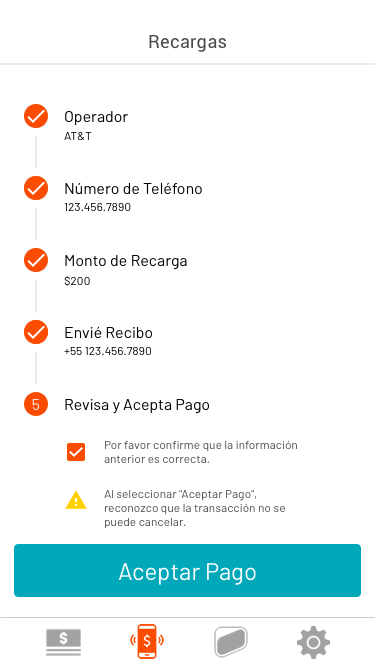 Recargas
Operador
AT&T
Número de Teléfono
123.456.7890
Monto de Recarga
$200
Envié Recibo
+55 123.456.7890
5
Revisa y Acepta Pago
Por favor confirme que la información
anterior es correcta.
Al seleccionar "Aceptar Pago",
reconozco que la transacción no se
puede cancelar.
Aceptar Pago
$
$